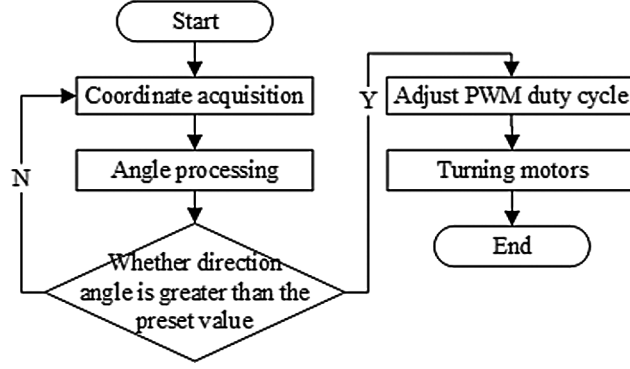 Start
Coordinate acquisition
Angle processing
Whether direction
angle is greater than the
preset value
N
Y
Adjust PWM duty cycle
Turning motors
End